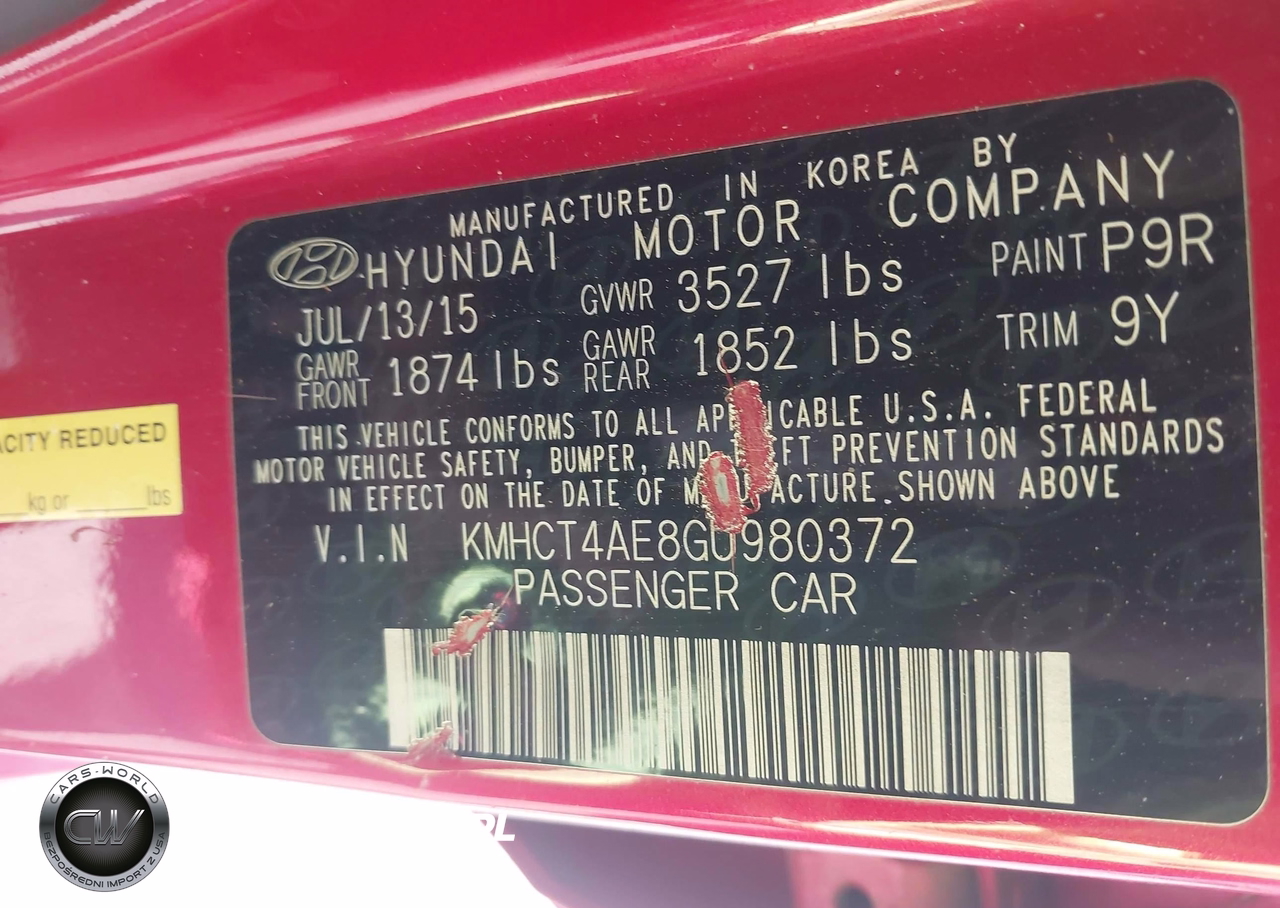 MANUFACTURED IN KOREA BY
HYUNDAI MOTOR COMPANY
JUL/13/15 GVWR 3527 lbs PAINT P9R
GAWR FRONT 1874 lbs GAWR REAR 1852 lbs TRIM 9Y
THIS VEHICLE CONFORMS TO ALL APPLICABLE U.S.A. FEDERAL
MOTOR VEHICLE SAFETY, BUMPER, AND THEFT PREVENTION STANDARDS
IN EFFECT ON THE DATE OF MANUFACTURE SHOWN ABOVE
V.I.N KMHCT4AE8GU980372
PASSENGER CAR
ACITY REDUCED
kg or lbs
CARS-WORLD
CW
BEZPOŚREDNI IMPORT Z USA